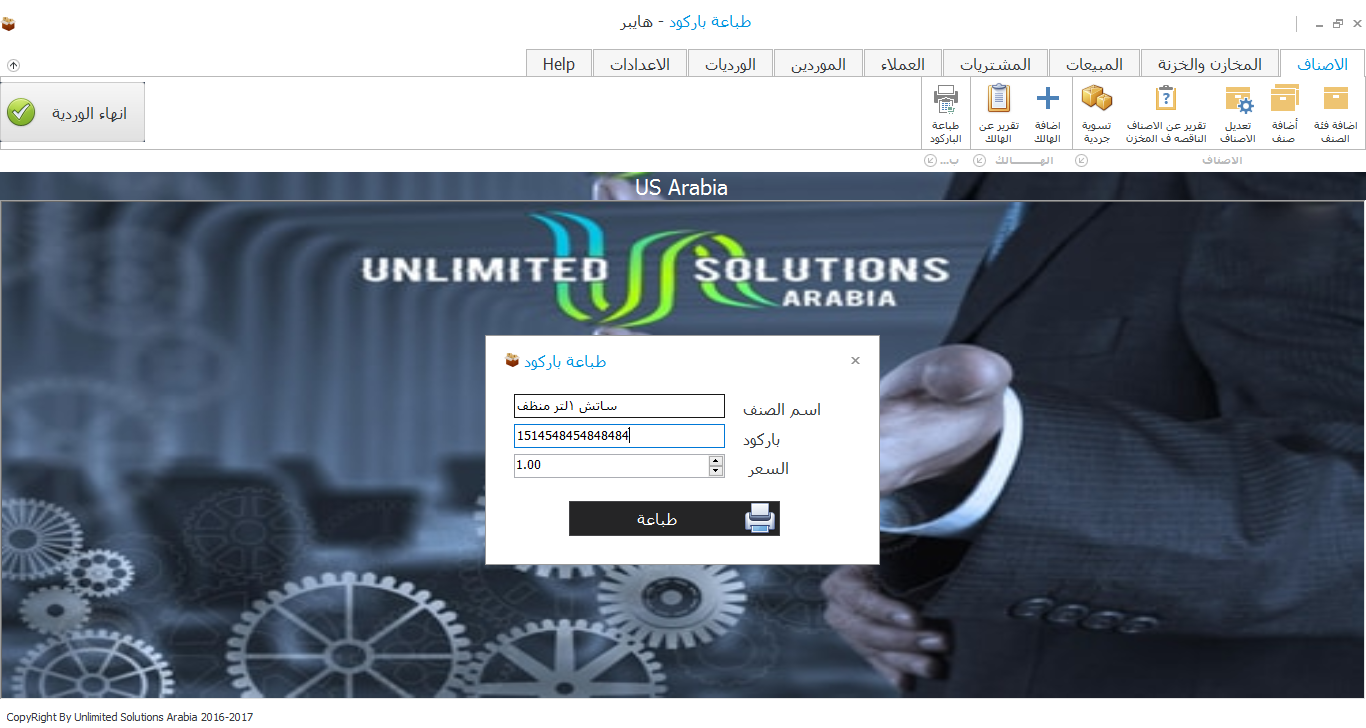 طباعة باركود - هايبر
الاصناف
المخازن والخزنة
المبيعات
المشتريات
العملاء
الموردين
الورديات
الاعدادات
Help
اضافة فئة
الصنف
أضافة
صنف
تعديل
الاصناف
تقرير عن الاصناف
الناقصه ف المخزن
تسوية
جردية
اضافة
الهالك
تقرير عن
الهالك
طباعة
الباركود
انهاء الوردية
الاصناف
الهـــــــالك
ب...
US Arabia
UNLIMITED SOLUTIONS
ARABIA
طباعة باركود
اسم الصنف
ساتش ١لتر منظف
باركود
1514548454848484
السعر
1.00
طباعة
CopyRight By Unlimited Solutions Arabia 2016-2017